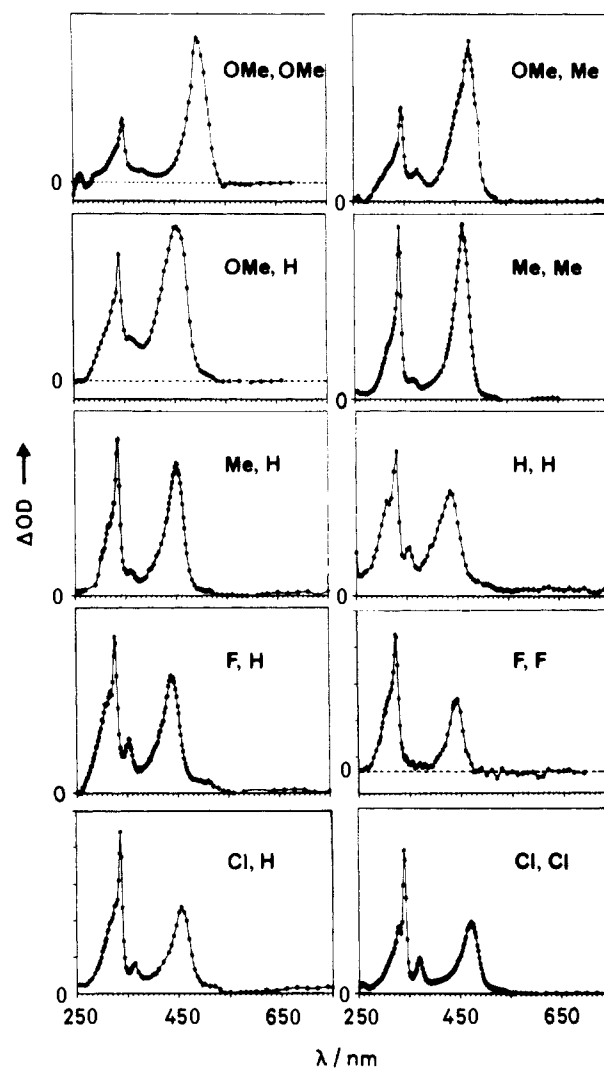 OMe, OMe
OMe, Me
0
0
OMe, H
Me, Me
0
0
Me, H
H, H
0
0
ΔOD →
F, H
F, F
0
0
Cl, H
Cl, Cl
0
0
250 450 650 250 450 650
λ / nm